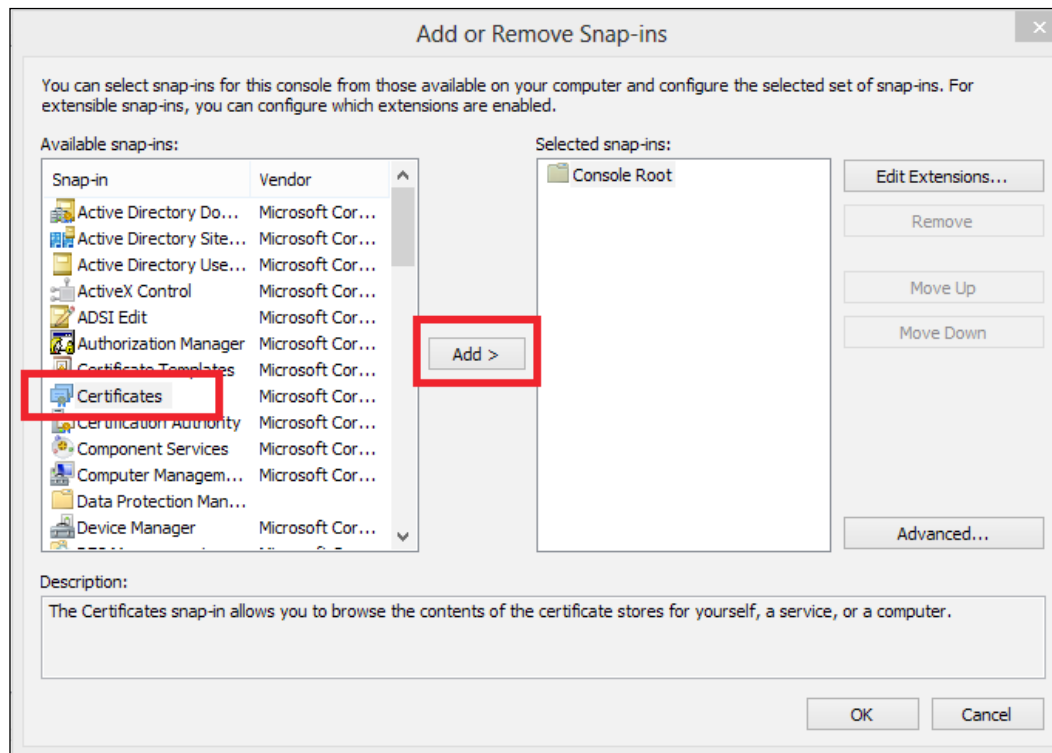 Add or Remove Snap-ins
You can select snap-ins for this console from those available on your computer and configure the selected set of snap-ins. For
extensible snap-ins, you can configure which extensions are enabled.
Available snap-ins:
Snap-in Vendor
Active Directory Do... Microsoft Cor...
Active Directory Site... Microsoft Cor...
Active Directory Use... Microsoft Cor...
ActiveX Control Microsoft Cor...
ADSI Edit Microsoft Cor...
Authorization Manager Microsoft Cor...
Certificate Templates Microsoft Cor...
Certificates Microsoft Cor...
Certification Authority Microsoft Cor...
Component Services Microsoft Cor...
Computer Managem... Microsoft Cor...
Data Protection Man...
Device Manager Microsoft Cor...
Add >
Selected snap-ins:
Console Root
Edit Extensions...
Remove
Move Up
Move Down
Advanced...
Description:
The Certificates snap-in allows you to browse the contents of the certificate stores for yourself, a service, or a computer.
OK
Cancel